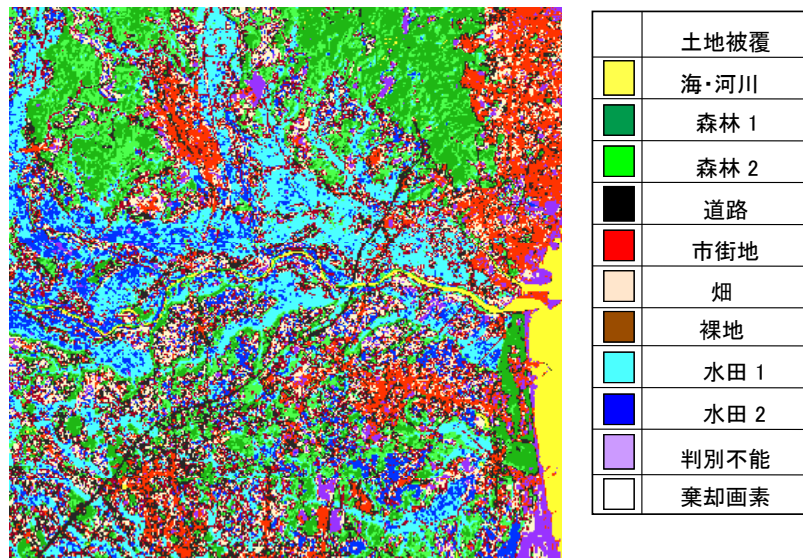 土地被覆
海・河川
森林 1
森林 2
道路
市街地
畑
裸地
水田 1
水田 2
判別不能
棄却画素